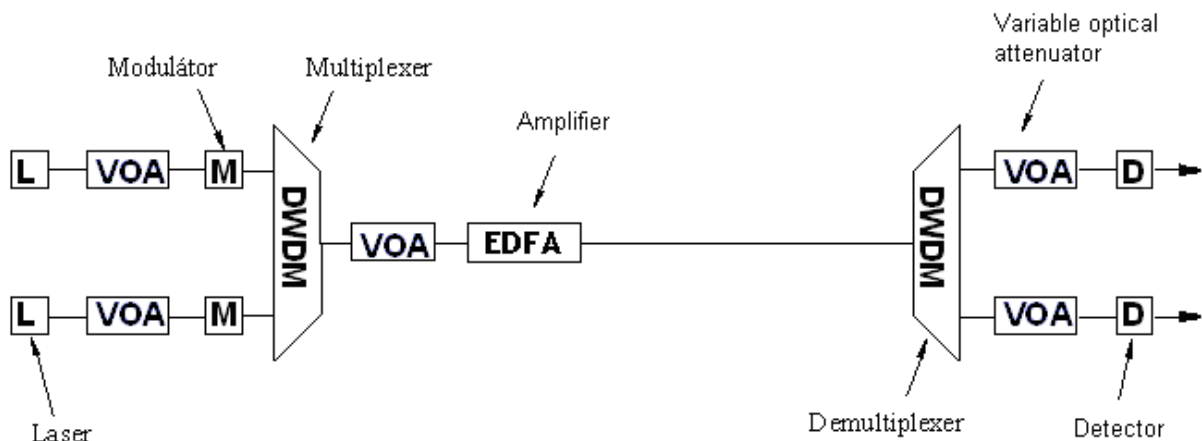 Variable optical
attenuator
Modulátor
Multiplexer
Amplifier
L
VOA
M
DWDM
VOA
D
VOA
EDFA
DWDM
L
VOA
M
VOA
D
Laser
Demultiplexer
Detector